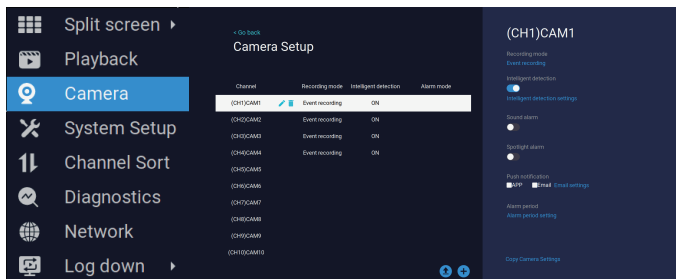 Split screen
Playback
Camera
System Setup
Channel Sort
Diagnostics
Network
Log down
< Go back
Camera Setup
Channel Recording mode Intelligent detection Alarm mode
(CH1)CAM1 Event recording ON
(CH2)CAM2 Event recording ON
(CH3)CAM3 Event recording ON
(CH4)CAM4 Event recording ON
(CH5)CAM5
(CH6)CAM6
(CH7)CAM7
(CH8)CAM8
(CH9)CAM9
(CH10)CAM10
(CH1)CAM1
Recording mode
Event recording
Intelligent detection
Intelligent detection settings
Sound alarm
Spotlight alarm
Push notification
APP Email Email settings
Alarm period
Alarm period setting
Copy Camera Settings